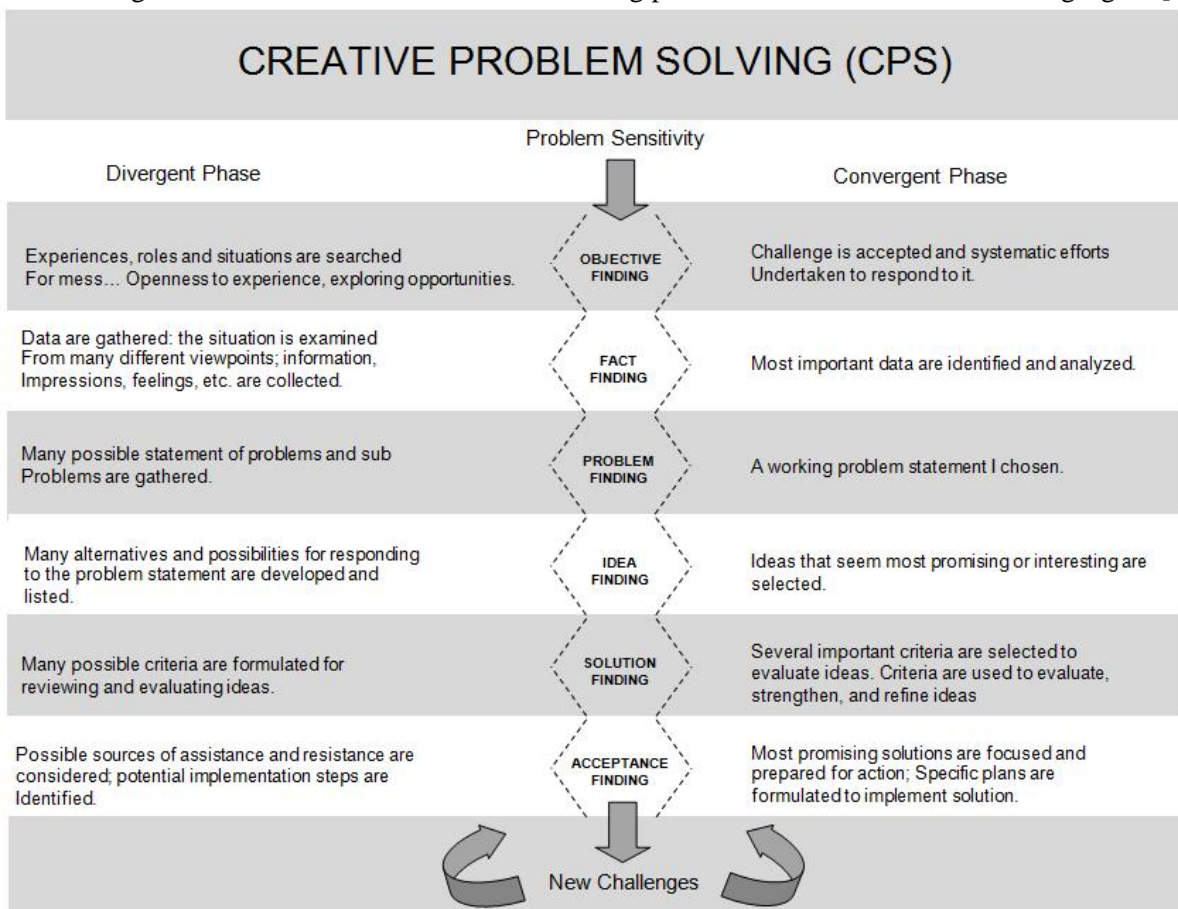 CREATIVE PROBLEM SOLVING (CPS)
Problem Sensitivity
Divergent Phase
Convergent Phase
Experiences, roles and situations are searched
For mess... Openness to experience, exploring opportunities.
OBJECTIVE
FINDING
Challenge is accepted and systematic efforts
Undertaken to respond to it.
Data are gathered: the situation is examined
From many different viewpoints; information,
Impressions, feelings, etc. are collected.
FACT
FINDING
Most important data are identified and analyzed.
Many possible statement of problems and sub
Problems are gathered.
PROBLEM
FINDING
A working problem statement I chosen.
Many alternatives and possibilities for responding
to the problem statement are developed and
listed.
IDEA
FINDING
Ideas that seem most promising or interesting are
selected.
Many possible criteria are formulated for
reviewing and evaluating ideas.
SOLUTION
FINDING
Several important criteria are selected to
evaluate ideas. Criteria are used to evaluate,
strengthen, and refine ideas
Possible sources of assistance and resistance are
considered; potential implementation steps are
Identified.
ACCEPTANCE
FINDING
Most promising solutions are focused and
prepared for action; Specific plans are
formulated to implement solution.
New Challenges